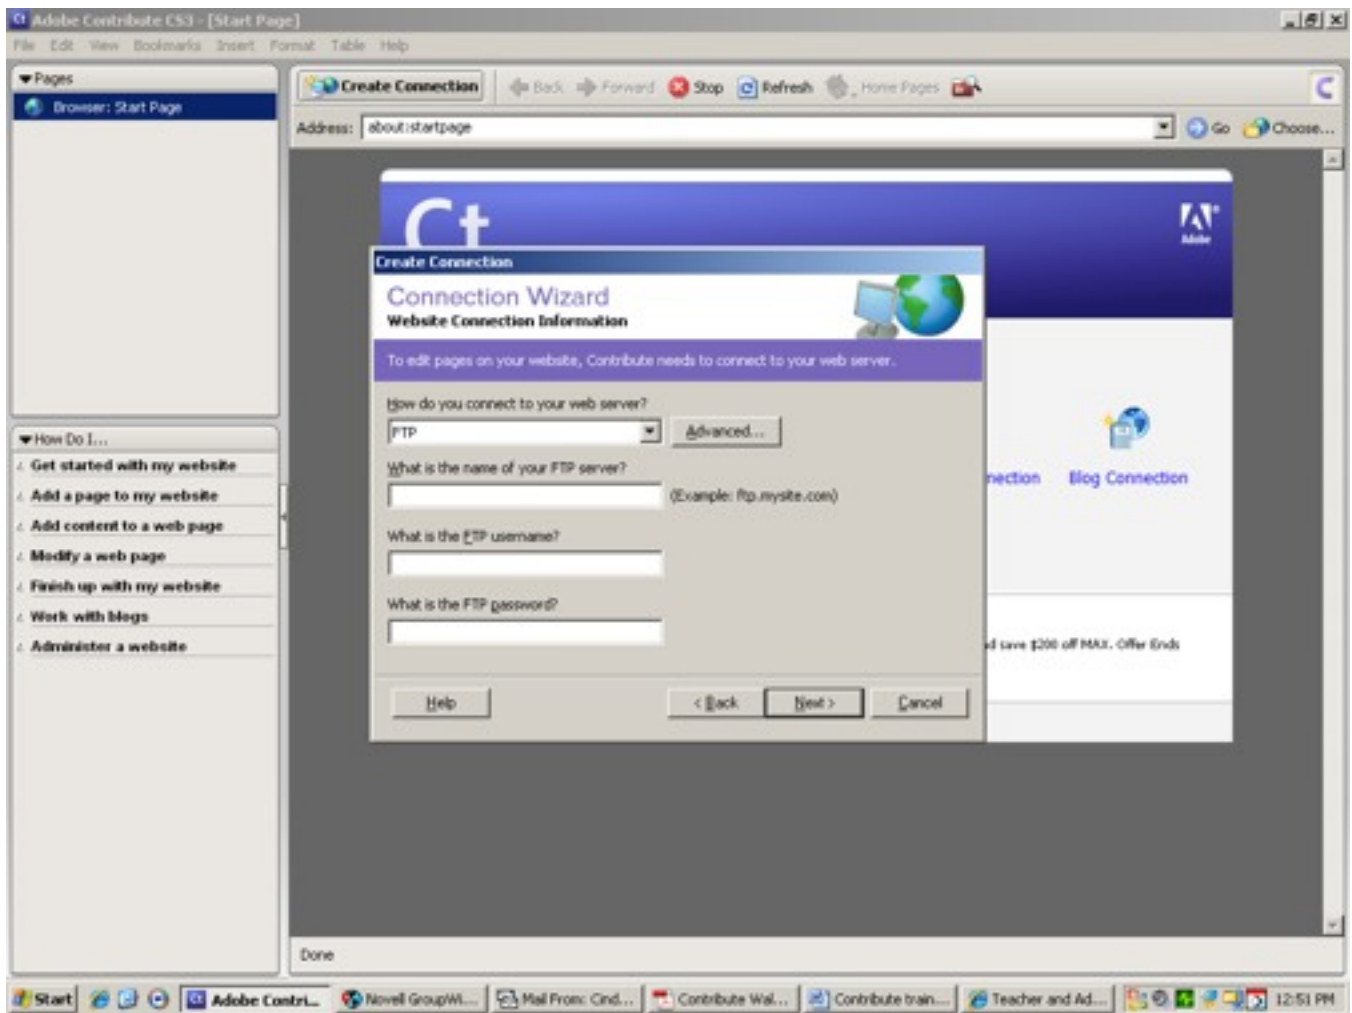 Adobe Contribute CS3 - [Start Page]
File Edit View Bookmarks Insert Format Table Help
Pages
Browser: Start Page
Create Connection Back Forward Stop Refresh Home Pages
Address: about:startpage Go Choose...
Ct
Adobe
Create Connection
Connection Wizard
Website Connection Information
To edit pages on your website, Contribute needs to connect to your web server.
How do you connect to your web server?
FTP Advanced...
What is the name of your FTP server?
(Example: ftp.mysite.com)
What is the FTP username?
What is the FTP password?
Help < Back Next > Cancel
nection Blog Connection
d save $200 off MAX. Offer Ends
How Do I...
Get started with my website
Add a page to my website
Add content to a web page
Modify a web page
Finish up with my website
Work with blogs
Administer a website
Done
Start Adobe Contri... Novell GroupWi... Mail From: Cind... Contribute Wal... Contribute train... Teacher and Ad... 12:51 PM